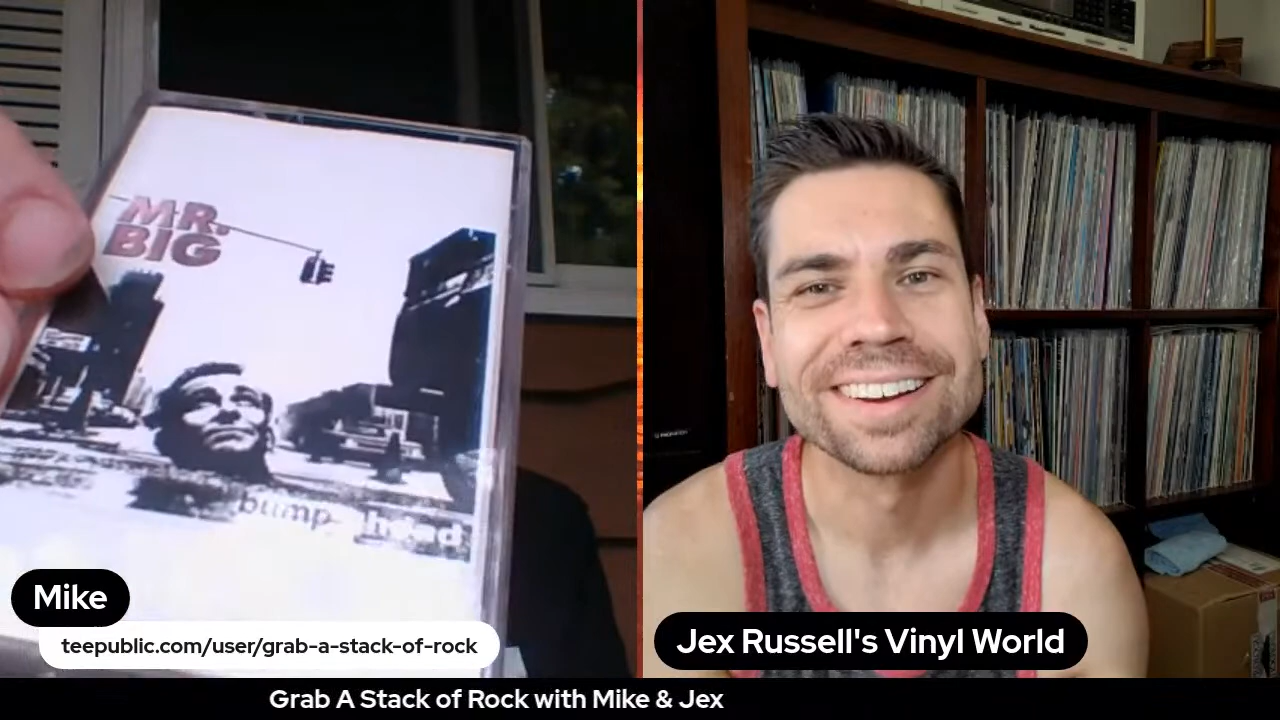 MR.
BIG
bump ahead
Mike
teepublic.com/user/grab-a-stack-of-rock
PIONEER
Jex Russell's Vinyl World
Grab A Stack of Rock with Mike & Jex